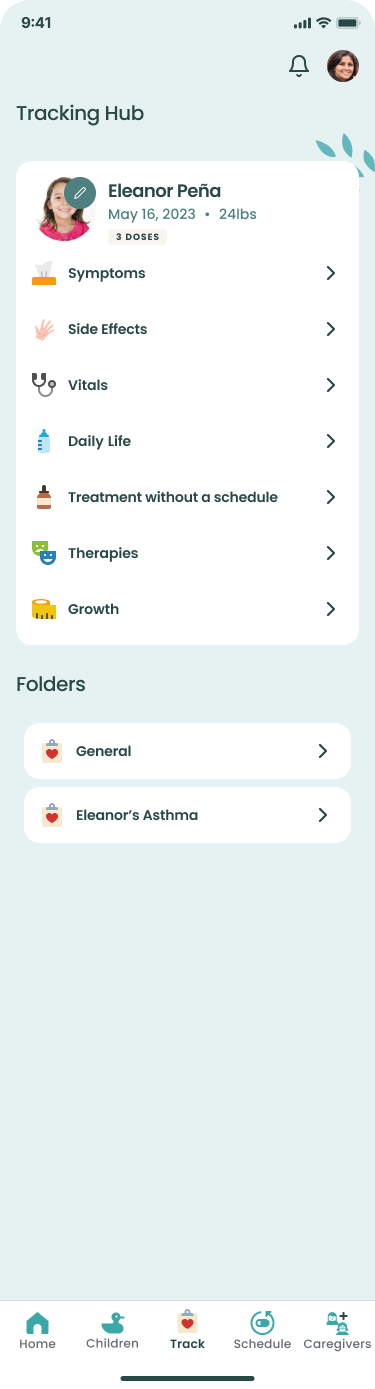 9:41
Tracking Hub
Eleanor Peña
May 16, 2023 • 24lbs
3 DOSES
Symptoms
Side Effects
Vitals
Daily Life
Treatment without a schedule
Therapies
Growth
Folders
General
Eleanor’s Asthma
Home Children Track Schedule Caregivers